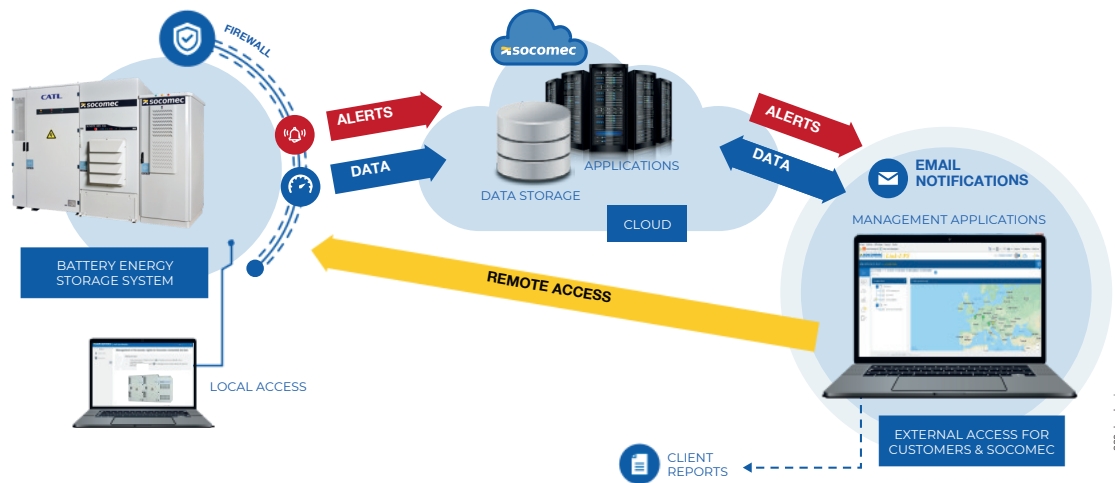 FIREWALL
socomec
CATL
socomec
socomec
ALERTS
DATA
APPLICATIONS
DATA STORAGE
CLOUD
ALERTS
DATA
EMAIL
NOTIFICATIONS
MANAGEMENT APPLICATIONS
BATTERY ENERGY
STORAGE SYSTEM
REMOTE ACCESS
LOCAL ACCESS
EXTERNAL ACCESS FOR
CUSTOMERS & SOCOMEC
CLIENT
REPORTS